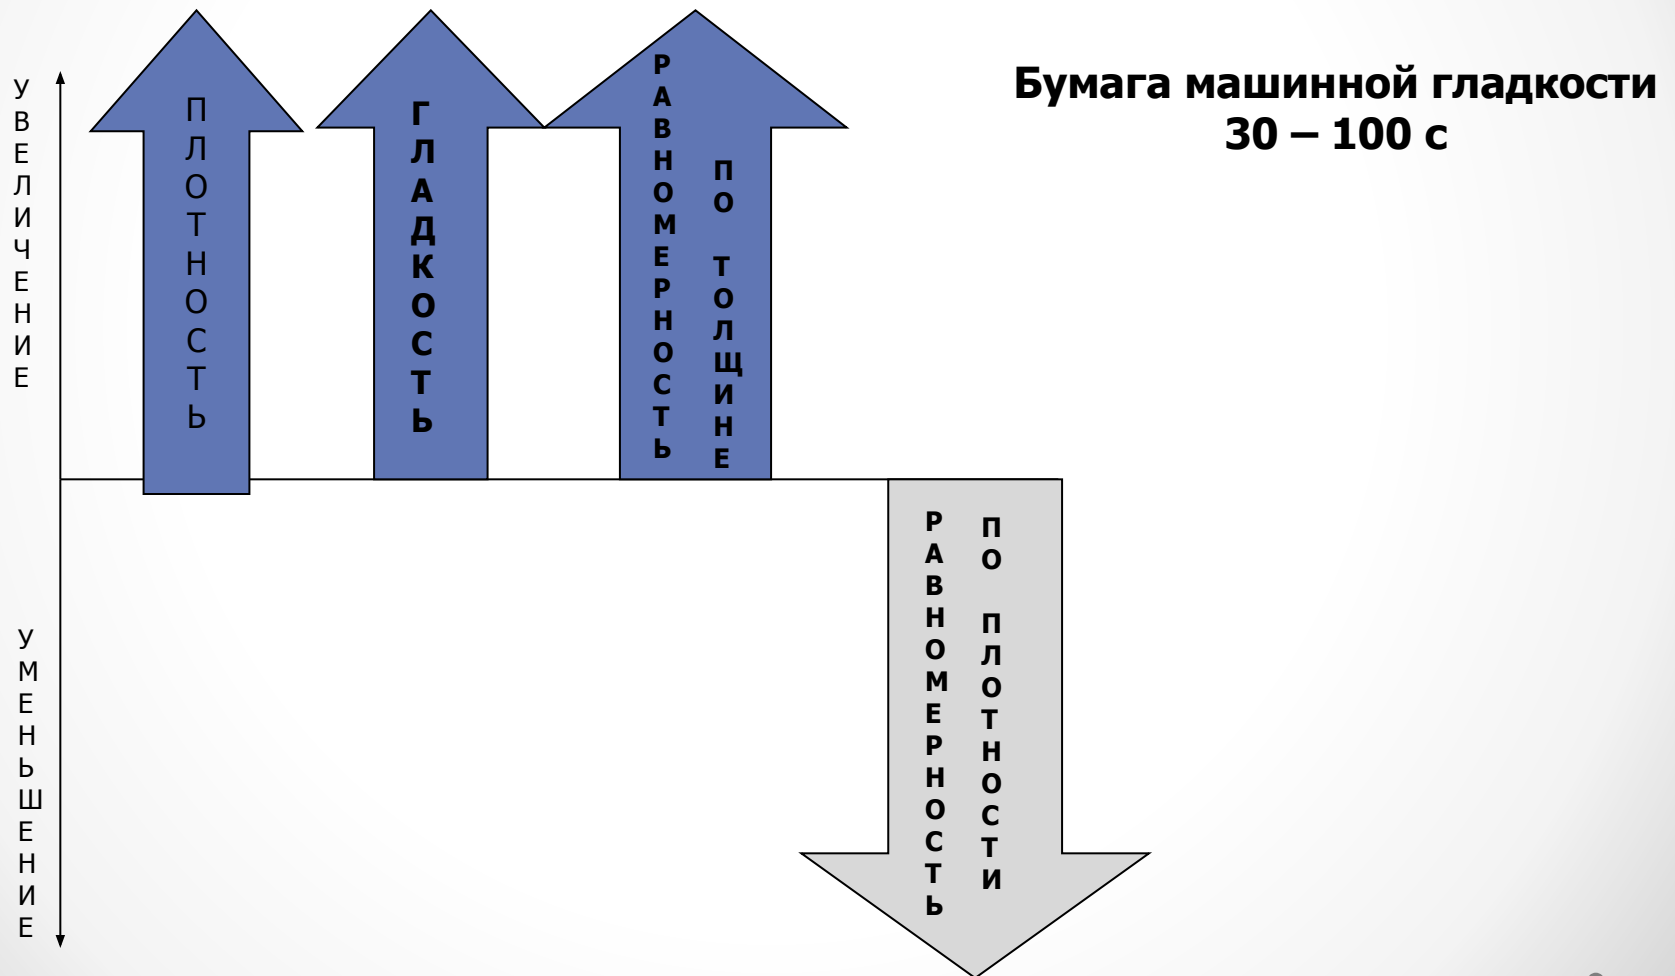 УВЕЛИЧЕНИЕ
ПЛОТНОСТЬ
ГЛАДКОСТЬ
РАВНОМЕРНОСТЬ
ПО ТОЛЩИНЕ
Бумага машинной гладкости
30 – 100 с
УМЕНЬШЕНИЕ
РАВНОМЕРНОСТЬ
ПО ПЛОТНОСТИ